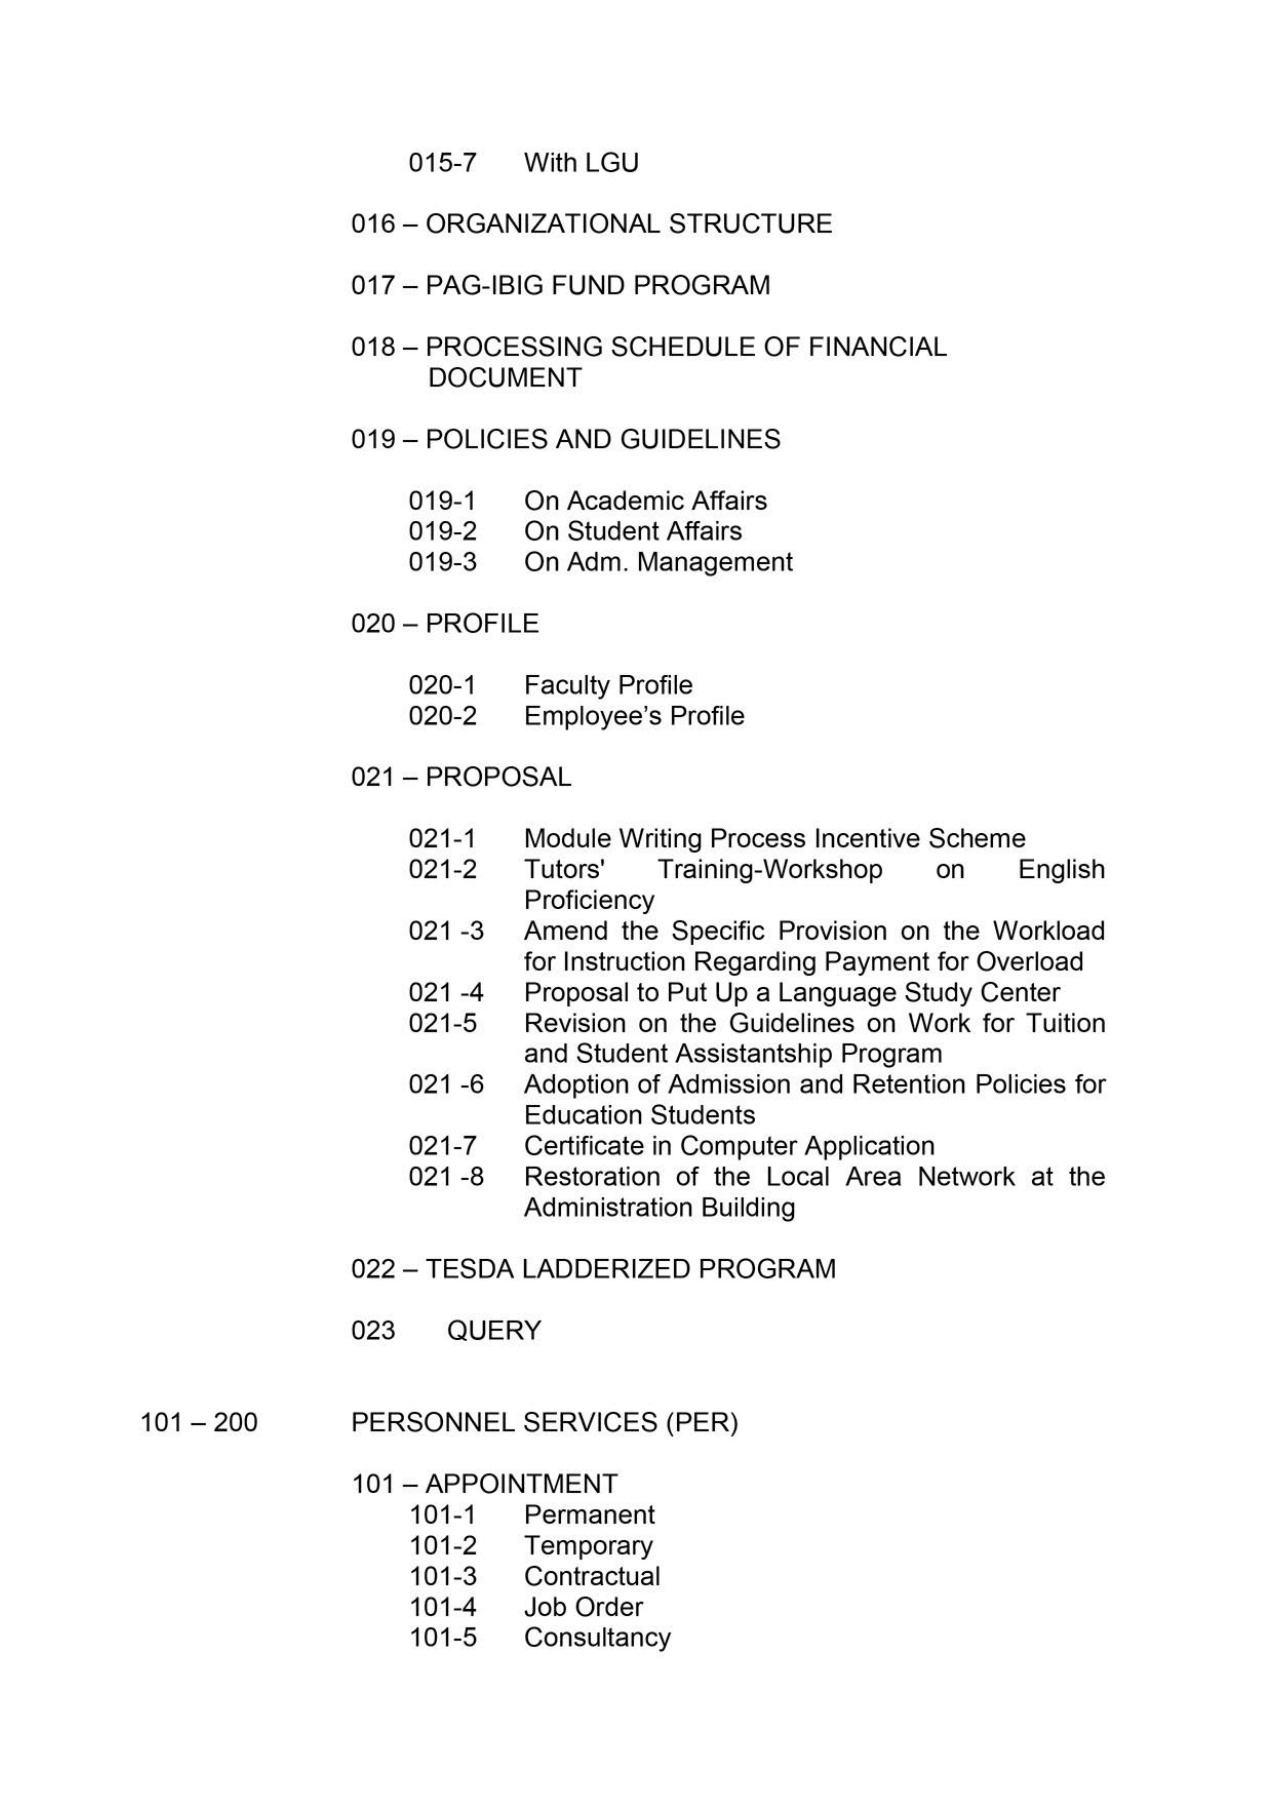 015-7 With LGU
016 – ORGANIZATIONAL STRUCTURE
017 – PAG-IBIG FUND PROGRAM
018 – PROCESSING SCHEDULE OF FINANCIAL
DOCUMENT
019 – POLICIES AND GUIDELINES
019-1 On Academic Affairs
019-2 On Student Affairs
019-3 On Adm. Management
020 – PROFILE
020-1 Faculty Profile
020-2 Employee’s Profile
021 – PROPOSAL
021-1 Module Writing Process Incentive Scheme
021-2 Tutors' Training-Workshop on English
Proficiency
021 -3 Amend the Specific Provision on the Workload
for Instruction Regarding Payment for Overload
021 -4 Proposal to Put Up a Language Study Center
021-5 Revision on the Guidelines on Work for Tuition
and Student Assistantship Program
021 -6 Adoption of Admission and Retention Policies for
Education Students
021-7 Certificate in Computer Application
021 -8 Restoration of the Local Area Network at the
Administration Building
022 – TESDA LADDERIZED PROGRAM
023 QUERY
101 – 200 PERSONNEL SERVICES (PER)
101 – APPOINTMENT
101-1 Permanent
101-2 Temporary
101-3 Contractual
101-4 Job Order
101-5 Consultancy